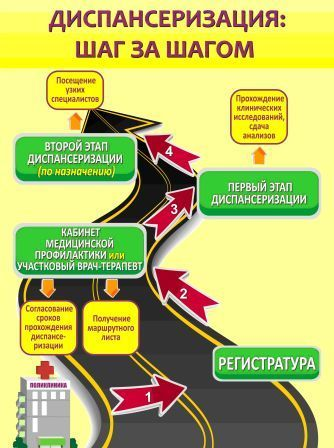 ДИСПАНСЕРИЗАЦИЯ:
ШАГ ЗА ШАГОМ
Посещение
узких
специалистов
Прохождение
клинических
исследований,
сдача
анализов
ВТОРОЙ ЭТАП
ДИСПАНСЕРИЗАЦИИ
(по назначению)
4
ПЕРВЫЙ ЭТАП
ДИСПАНСЕРИЗАЦИИ
3
КАБИНЕТ
МЕДИЦИНСКОЙ
ПРОФИЛАКТИКИ или
УЧАСТКОВЫЙ ВРАЧ-ТЕРАПЕВТ
2
Согласование
сроков
прохождения
диспансе-
ризации
Получение
маршрутного
листа
РЕГИСТРАТУРА
ПОЛИКЛИНИКА
1